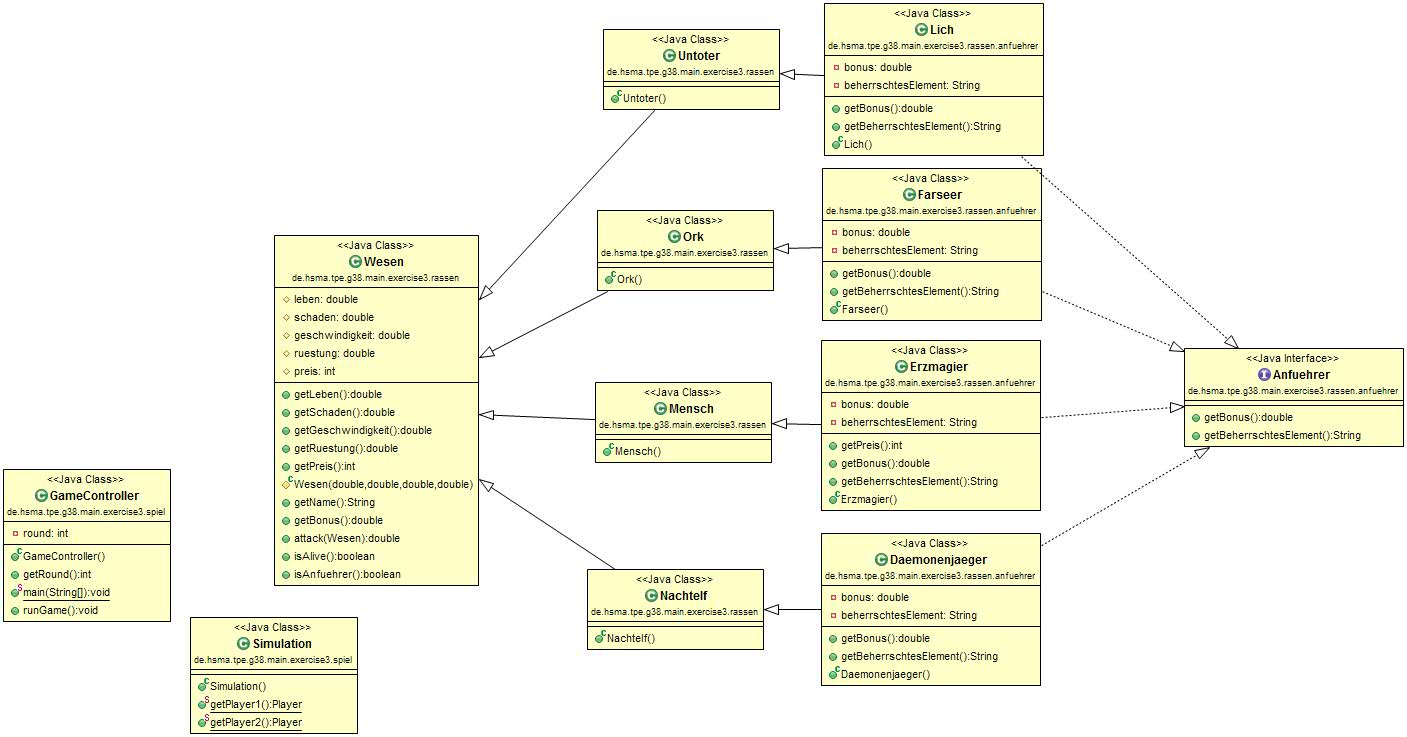 <<Java Class>>
Lich
de.hsma.tpe.g38.main.exercise3.rassen.anfuehrer
bonus: double
beherrschtesElement: String
getBonus():double
getBeherrschtesElement():String
Lich()
<<Java Class>>
Untoter
de.hsma.tpe.g38.main.exercise3.rassen
Untoter()
<<Java Class>>
Farseer
de.hsma.tpe.g38.main.exercise3.rassen.anfuehrer
bonus: double
beherrschtesElement: String
getBonus():double
getBeherrschtesElement():String
Farseer()
<<Java Class>>
Ork
de.hsma.tpe.g38.main.exercise3.rassen
Ork()
<<Java Class>>
Wesen
de.hsma.tpe.g38.main.exercise3.rassen
leben: double
schaden: double
geschwindigkeit: double
ruestung: double
preis: int
getLeben():double
getSchaden():double
getGeschwindigkeit():double
getRuestung():double
getPreis():int
Wesen(double,double,double,double)
getName():String
getBonus():double
attack(Wesen):double
isAlive():boolean
isAnfuehrer():boolean
<<Java Class>>
Erzmagier
de.hsma.tpe.g38.main.exercise3.rassen.anfuehrer
bonus: double
beherrschtesElement: String
getPreis():int
getBonus():double
getBeherrschtesElement():String
Erzmagier()
<<Java Interface>>
Anfuehrer
de.hsma.tpe.g38.main.exercise3.rassen.anfuehrer
getBonus():double
getBeherrschtesElement():String
<<Java Class>>
Mensch
de.hsma.tpe.g38.main.exercise3.rassen
Mensch()
<<Java Class>>
GameController
de.hsma.tpe.g38.main.exercise3.spiel
round: int
GameController()
getRound():int
main(String[]):void
runGame():void
<<Java Class>>
Daemonenjaeger
de.hsma.tpe.g38.main.exercise3.rassen.anfuehrer
bonus: double
beherrschtesElement: String
getBonus():double
getBeherrschtesElement():String
Daemonenjaeger()
<<Java Class>>
Nachtelf
de.hsma.tpe.g38.main.exercise3.rassen
Nachtelf()
<<Java Class>>
Simulation
de.hsma.tpe.g38.main.exercise3.spiel
Simulation()
getPlayer1():Player
getPlayer2():Player